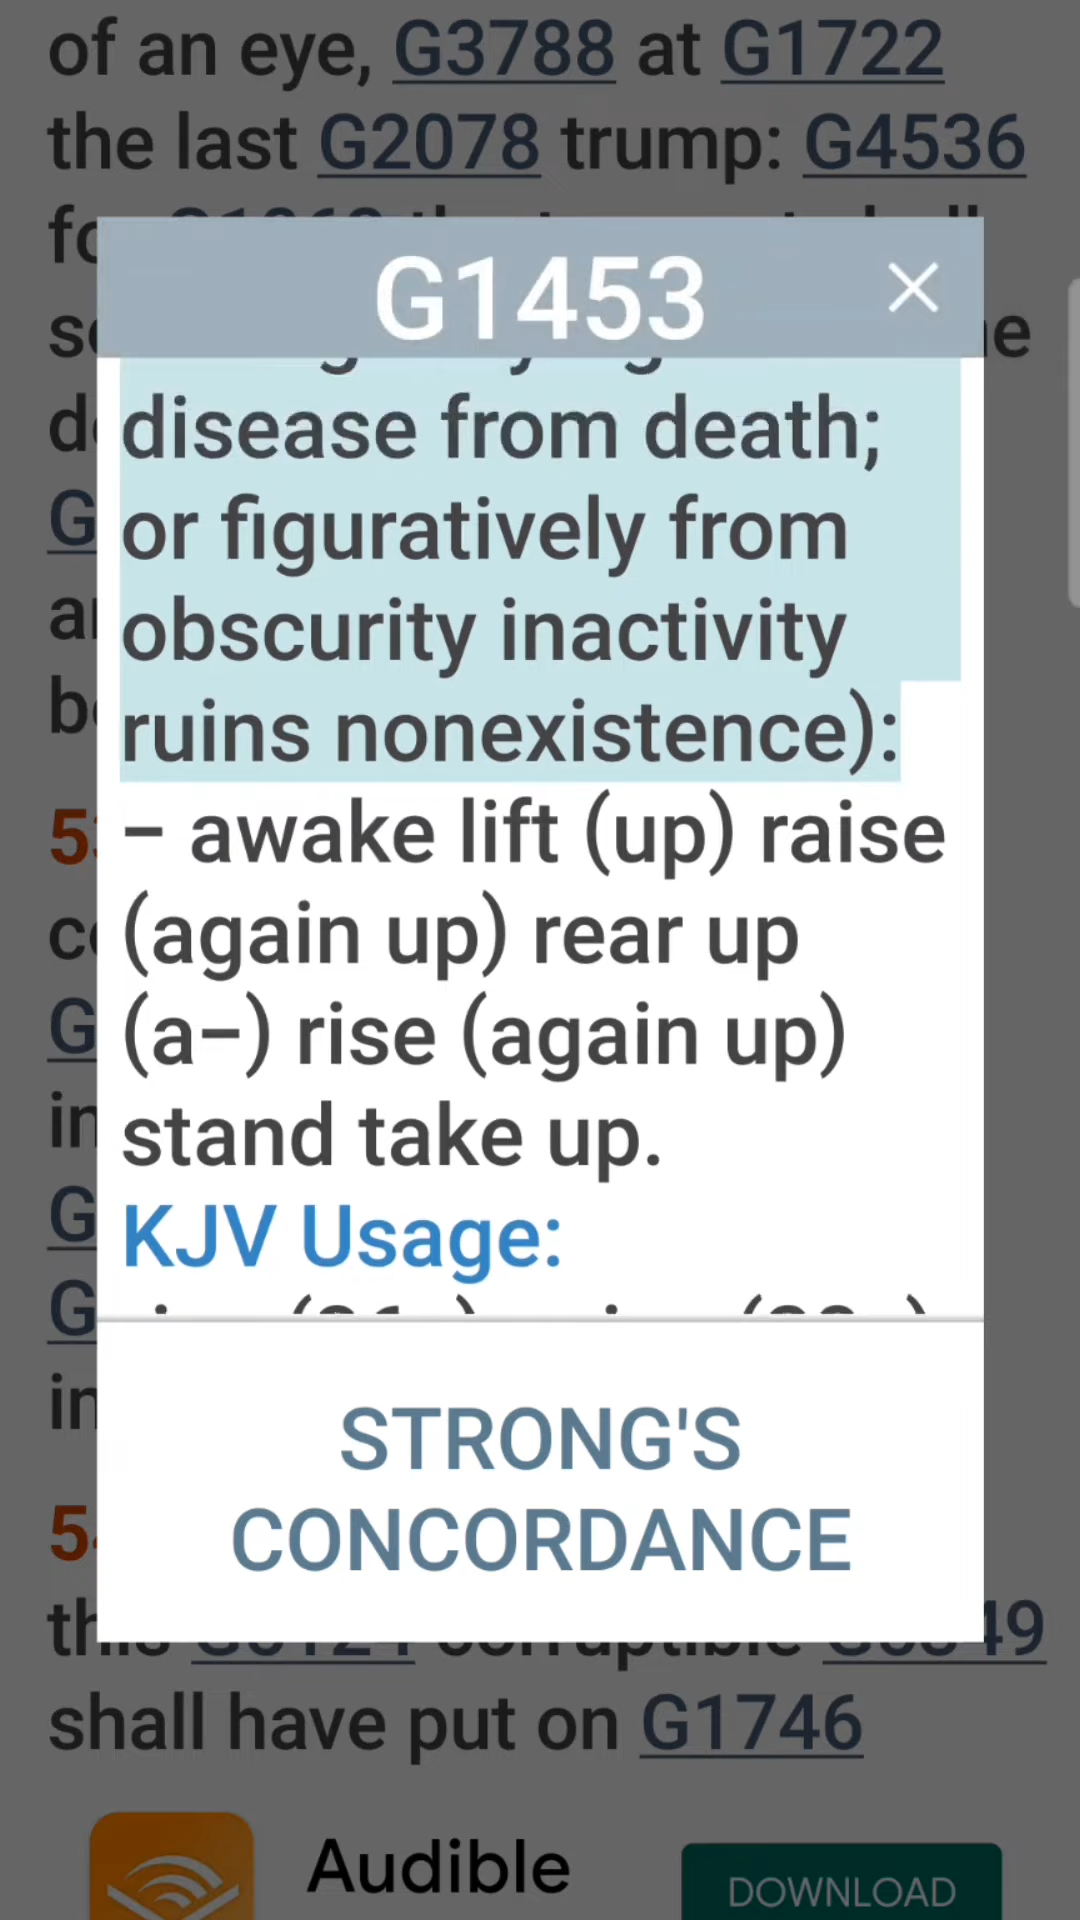 of an eye, G3788 at G1722
the last G2078 trump: G4536
G1453
disease from death;
or figuratively from
obscurity inactivity
ruins nonexistence):
– awake lift (up) raise
(again up) rear up
(a–) rise (again up)
stand take up.
KJV Usage:
STRONG'S
CONCORDANCE
shall have put on G1746
Audible
DOWNLOAD